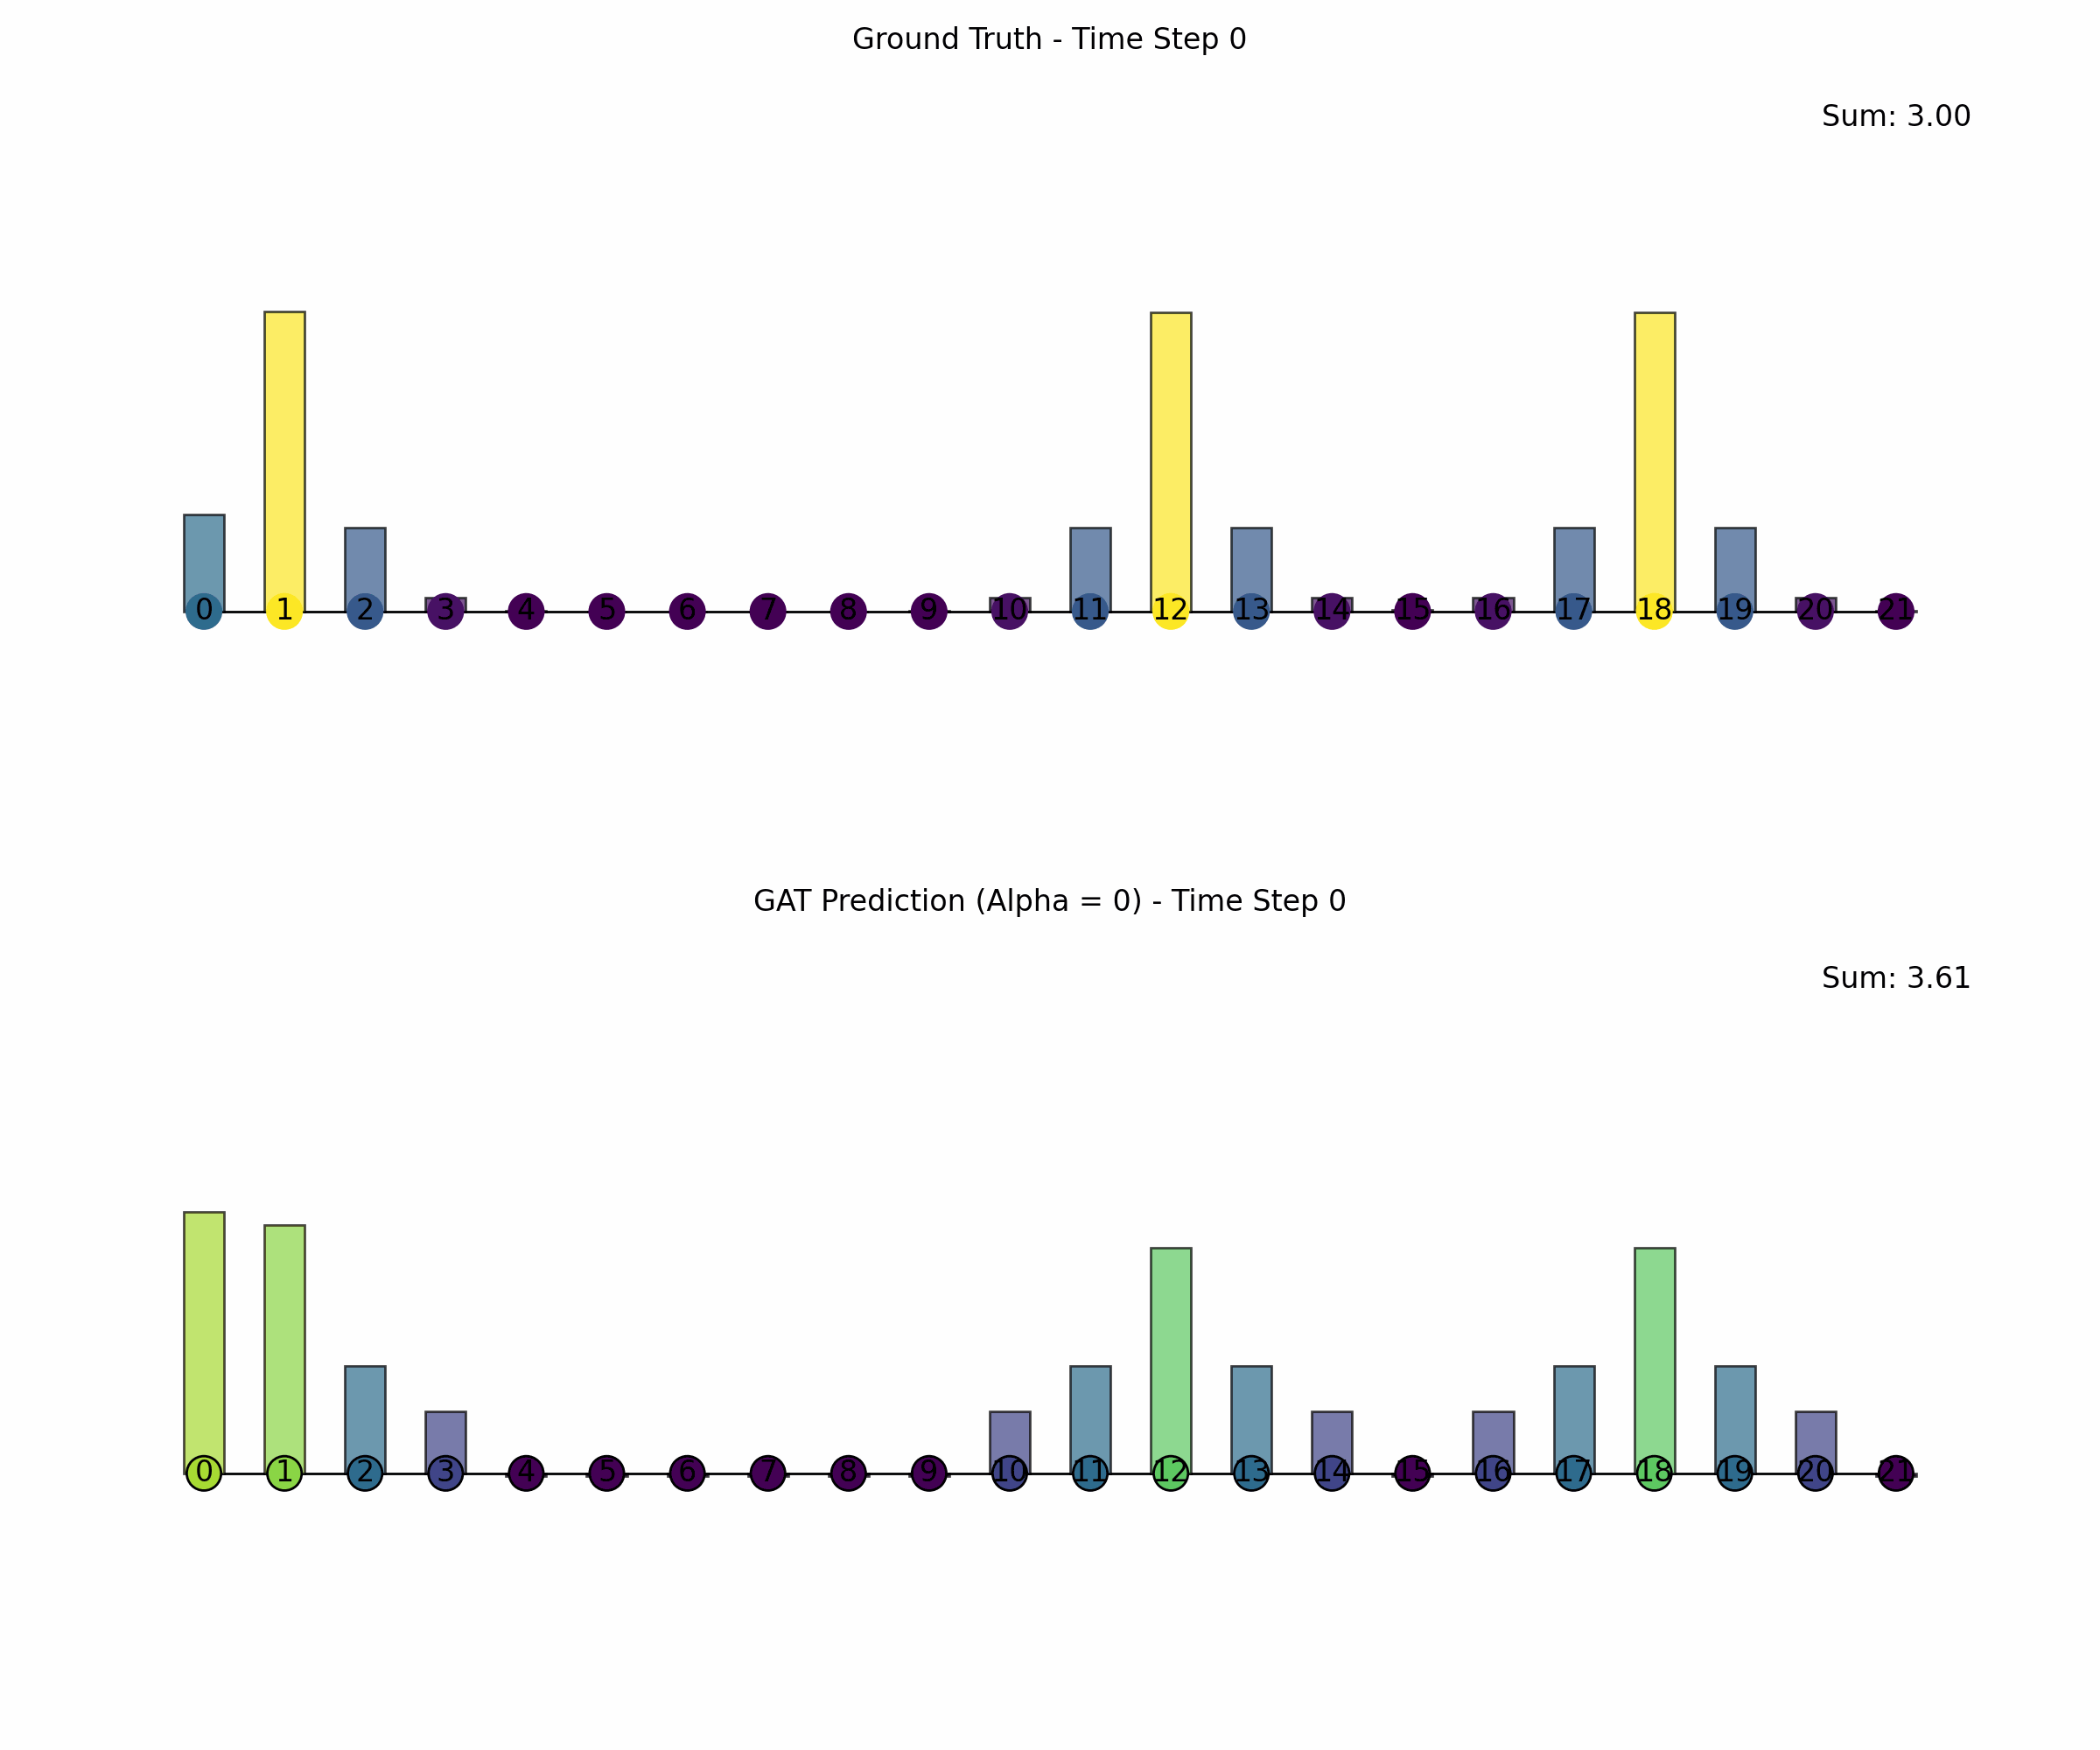 Ground Truth - Time Step 0
Sum: 3.00
0 1 2 3 4 5 6 7 8 9 10 11 12 13 14 15 16 17 18 19 20 21
GAT Prediction (Alpha = 0) - Time Step 0
Sum: 3.61
0 1 2 3 4 5 6 7 8 9 10 11 12 13 14 15 16 17 18 19 20 21